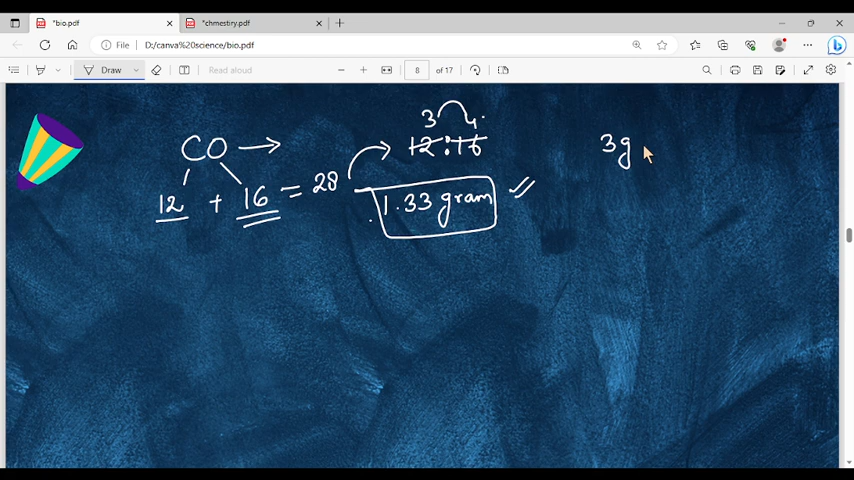 *bio.pdf
*chmestiry.pdf
File D:/canva%20science/bio.pdf
Draw
Read aloud
8 of 17
3 4.
CO → 12:16 3g
12 + 16 = 28 1.33 gram